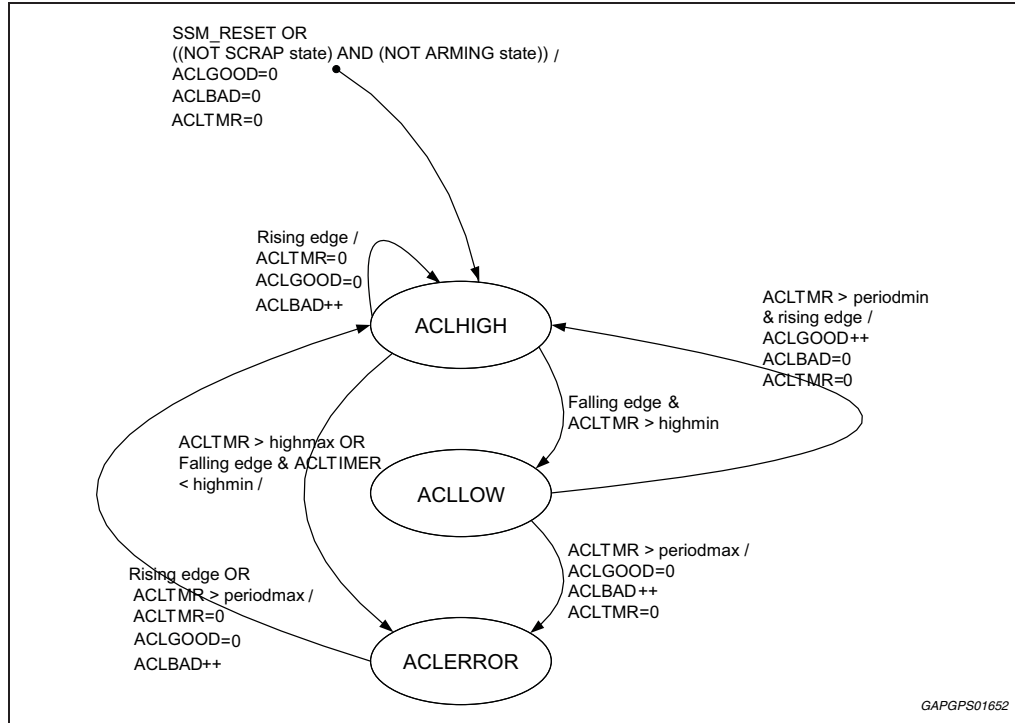 SSM_RESET OR
((NOT SCRAP state) AND (NOT ARMING state)) /
ACLGOOD=0
ACLBAD=0
ACLTMR=0
Rising edge /
ACLTMR=0
ACLGOOD=0
ACLBAD++
ACLHIGH
ACLTMR > periodmin
& rising edge /
ACLGOOD++
ACLBAD=0
ACLTMR=0
Falling edge &
ACLTMR > highmin
ACLTMR > highmax OR
Falling edge & ACLTIMER
< highmin /
ACLLOW
ACLTMR > periodmax /
ACLGOOD=0
ACLBAD++
ACLTMR=0
Rising edge OR
ACLTMR > periodmax /
ACLTMR=0
ACLGOOD=0
ACLBAD++
ACLERROR
GAPGPS01652